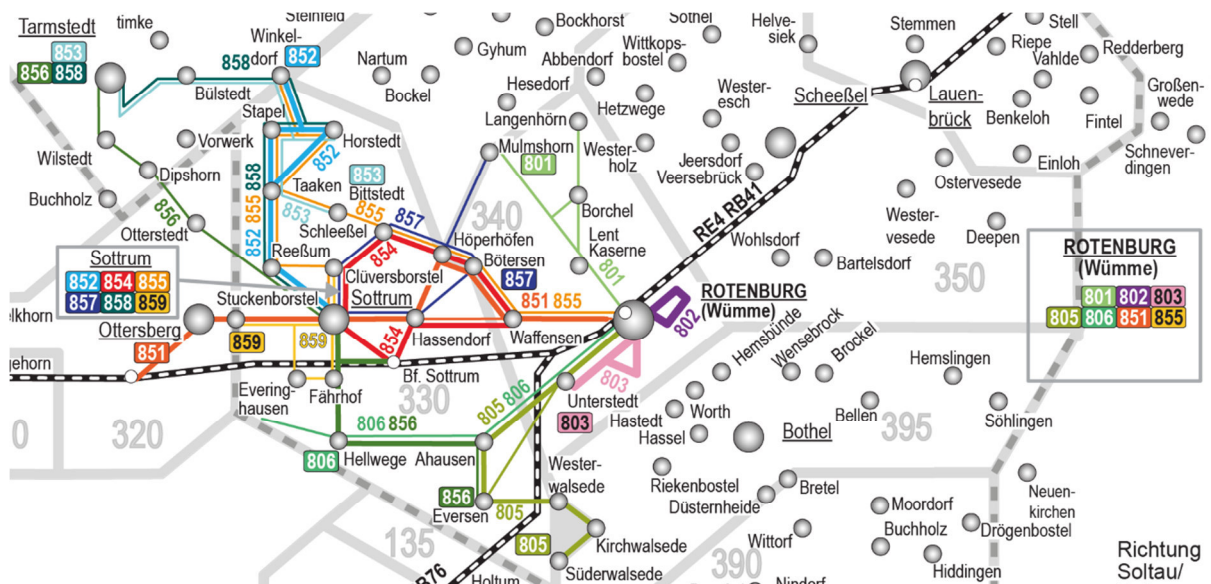 Steinfeld
Tarmstedt
timke
853
856 858
Winkel-
dorf
852
858
Bülstedt
Stapel
Horstedt
852
Vorwerk
Wilstedt
Dipshorn
Buchholz
Otterstedt
856
858
852 855
Taaken
853
Bittstedt
853
Schleeßel
855
857
854
Reeßum
Clüversborstel
Höperhöfen
Bötersen
857
Sottrum
852 854 855
857 858 859
Stuckenborstel
Sottrum
elkhorn
Ottersberg
851
859
859
854
Hassendorf
851 855
Waffensen
gehorn
Bf. Sottrum
Evering-
hausen
Fährhof
330
320
0
806
806 856
Hellwege
Ahausen
805 806
856
Eversen
805
805
Wester-
walsede
Kirchwalsede
Süderwalsede
135
RB76
Holtum
Nartum
Bockel
Gyhum
Bockhorst
Abbendorf
Hesedorf
Langenhörn
Mulmshorn
801
340
Sothel
Wittkops-
bostel
Hetzwege
Wester-
holz
Borchel
Lent
Kaserne
801
Helve-
siek
Wester-
esch
Jeersdorf
Veersebrück
Scheeßel
RE4 RB41
Wohlsdorf
Bartelsdorf
ROTENBURG
(Wümme)
802
803
Unterstedt
803
Hastedt
Hassel
Worth
Hemsbünde
Wensebrock
Brockel
Bellen
Bothel
395
Riekenbostel
Düsternheide
Bretel
Wittorf
390
Nindorf
Stemmen
Lauen-
brück
Stell
Riepe
Vahlde
Redderberg
Benkeloh
Fintel
Großen-
wede
Schnever-
dingen
Einloh
Ostervesede
Wester-
vesede
Deepen
350
ROTENBURG
(Wümme)
801 802 803
805 806 851 855
Hemslingen
Söhlingen
Neuen-
kirchen
Moordorf
Buchholz
Drögenbostel
Hiddingen
Richtung
Soltau/